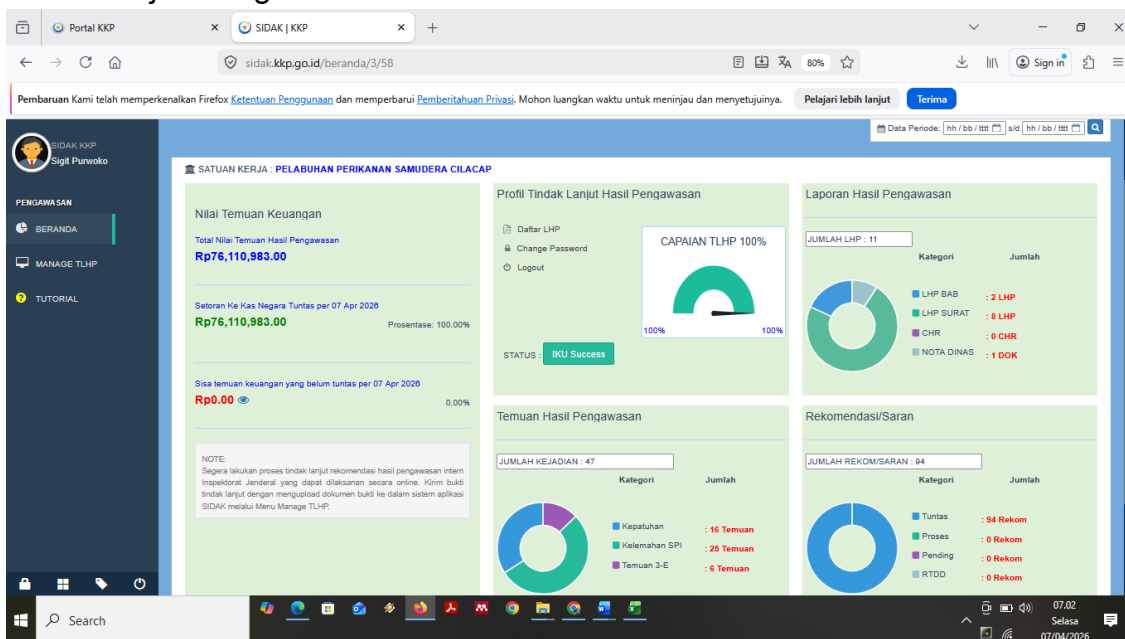 Portal KKP
SIDAK | KKP
sidak.kkp.go.id/beranda/3/58
80%
Sign in
Pembaruan Kami telah memperkenalkan Firefox Ketentuan Penggunaan dan memperbarui Pemberitahuan Privasi. Mohon luangkan waktu untuk meninjau dan menyetujuinya.
Pelajari lebih lanjut
Terima
SIDAK KKP
Sigit Purwoko
PENGAWASAN
BERANDA
MANAGE TLHP
TUTORIAL
Data Periode: hh / bb / tttt s/d hh / bb / tttt
SATUAN KERJA : PELABUHAN PERIKANAN SAMUDERA CILACAP
Nilai Temuan Keuangan
Total Nilai Temuan Hasil Pengawasan
Rp76,110,983.00
Setoran Ke Kas Negara Tuntas per 07 Apr 2026
Rp76,110,983.00
Prosentase: 100.00%
Sisa temuan keuangan yang belum tuntas per 07 Apr 2026
Rp0.00
0.00%
NOTE:
Segera lakukan proses tindak lanjut rekomendasi hasil pengawasan intern
Inspektorat Jenderal yang dapat dilaksanan secara online. Kirim bukti
tindak lanjut dengan mengupload dokumen bukti ke dalam sistem aplikasi
SIDAK melalui Menu Manage TLHP.
Profil Tindak Lanjut Hasil Pengawasan
Daftar LHP
Change Password
Logout
CAPAIAN TLHP 100%
100% 100%
STATUS : IKU Success
Laporan Hasil Pengawasan
JUMLAH LHP : 11
Kategori Jumlah
LHP BAB : 2 LHP
LHP SURAT : 8 LHP
CHR : 0 CHR
NOTA DINAS : 1 DOK
Temuan Hasil Pengawasan
JUMLAH KEJADIAN : 47
Kategori Jumlah
Kepatuhan : 16 Temuan
Kelemahan SPI : 25 Temuan
Temuan 3-E : 6 Temuan
Rekomendasi/Saran
JUMLAH REKOM/SARAN : 94
Kategori Jumlah
Tuntas : 94 Rekom
Proses : 0 Rekom
Pending : 0 Rekom
RTDD : 0 Rekom
Search
07.02
Selasa
07/04/2026